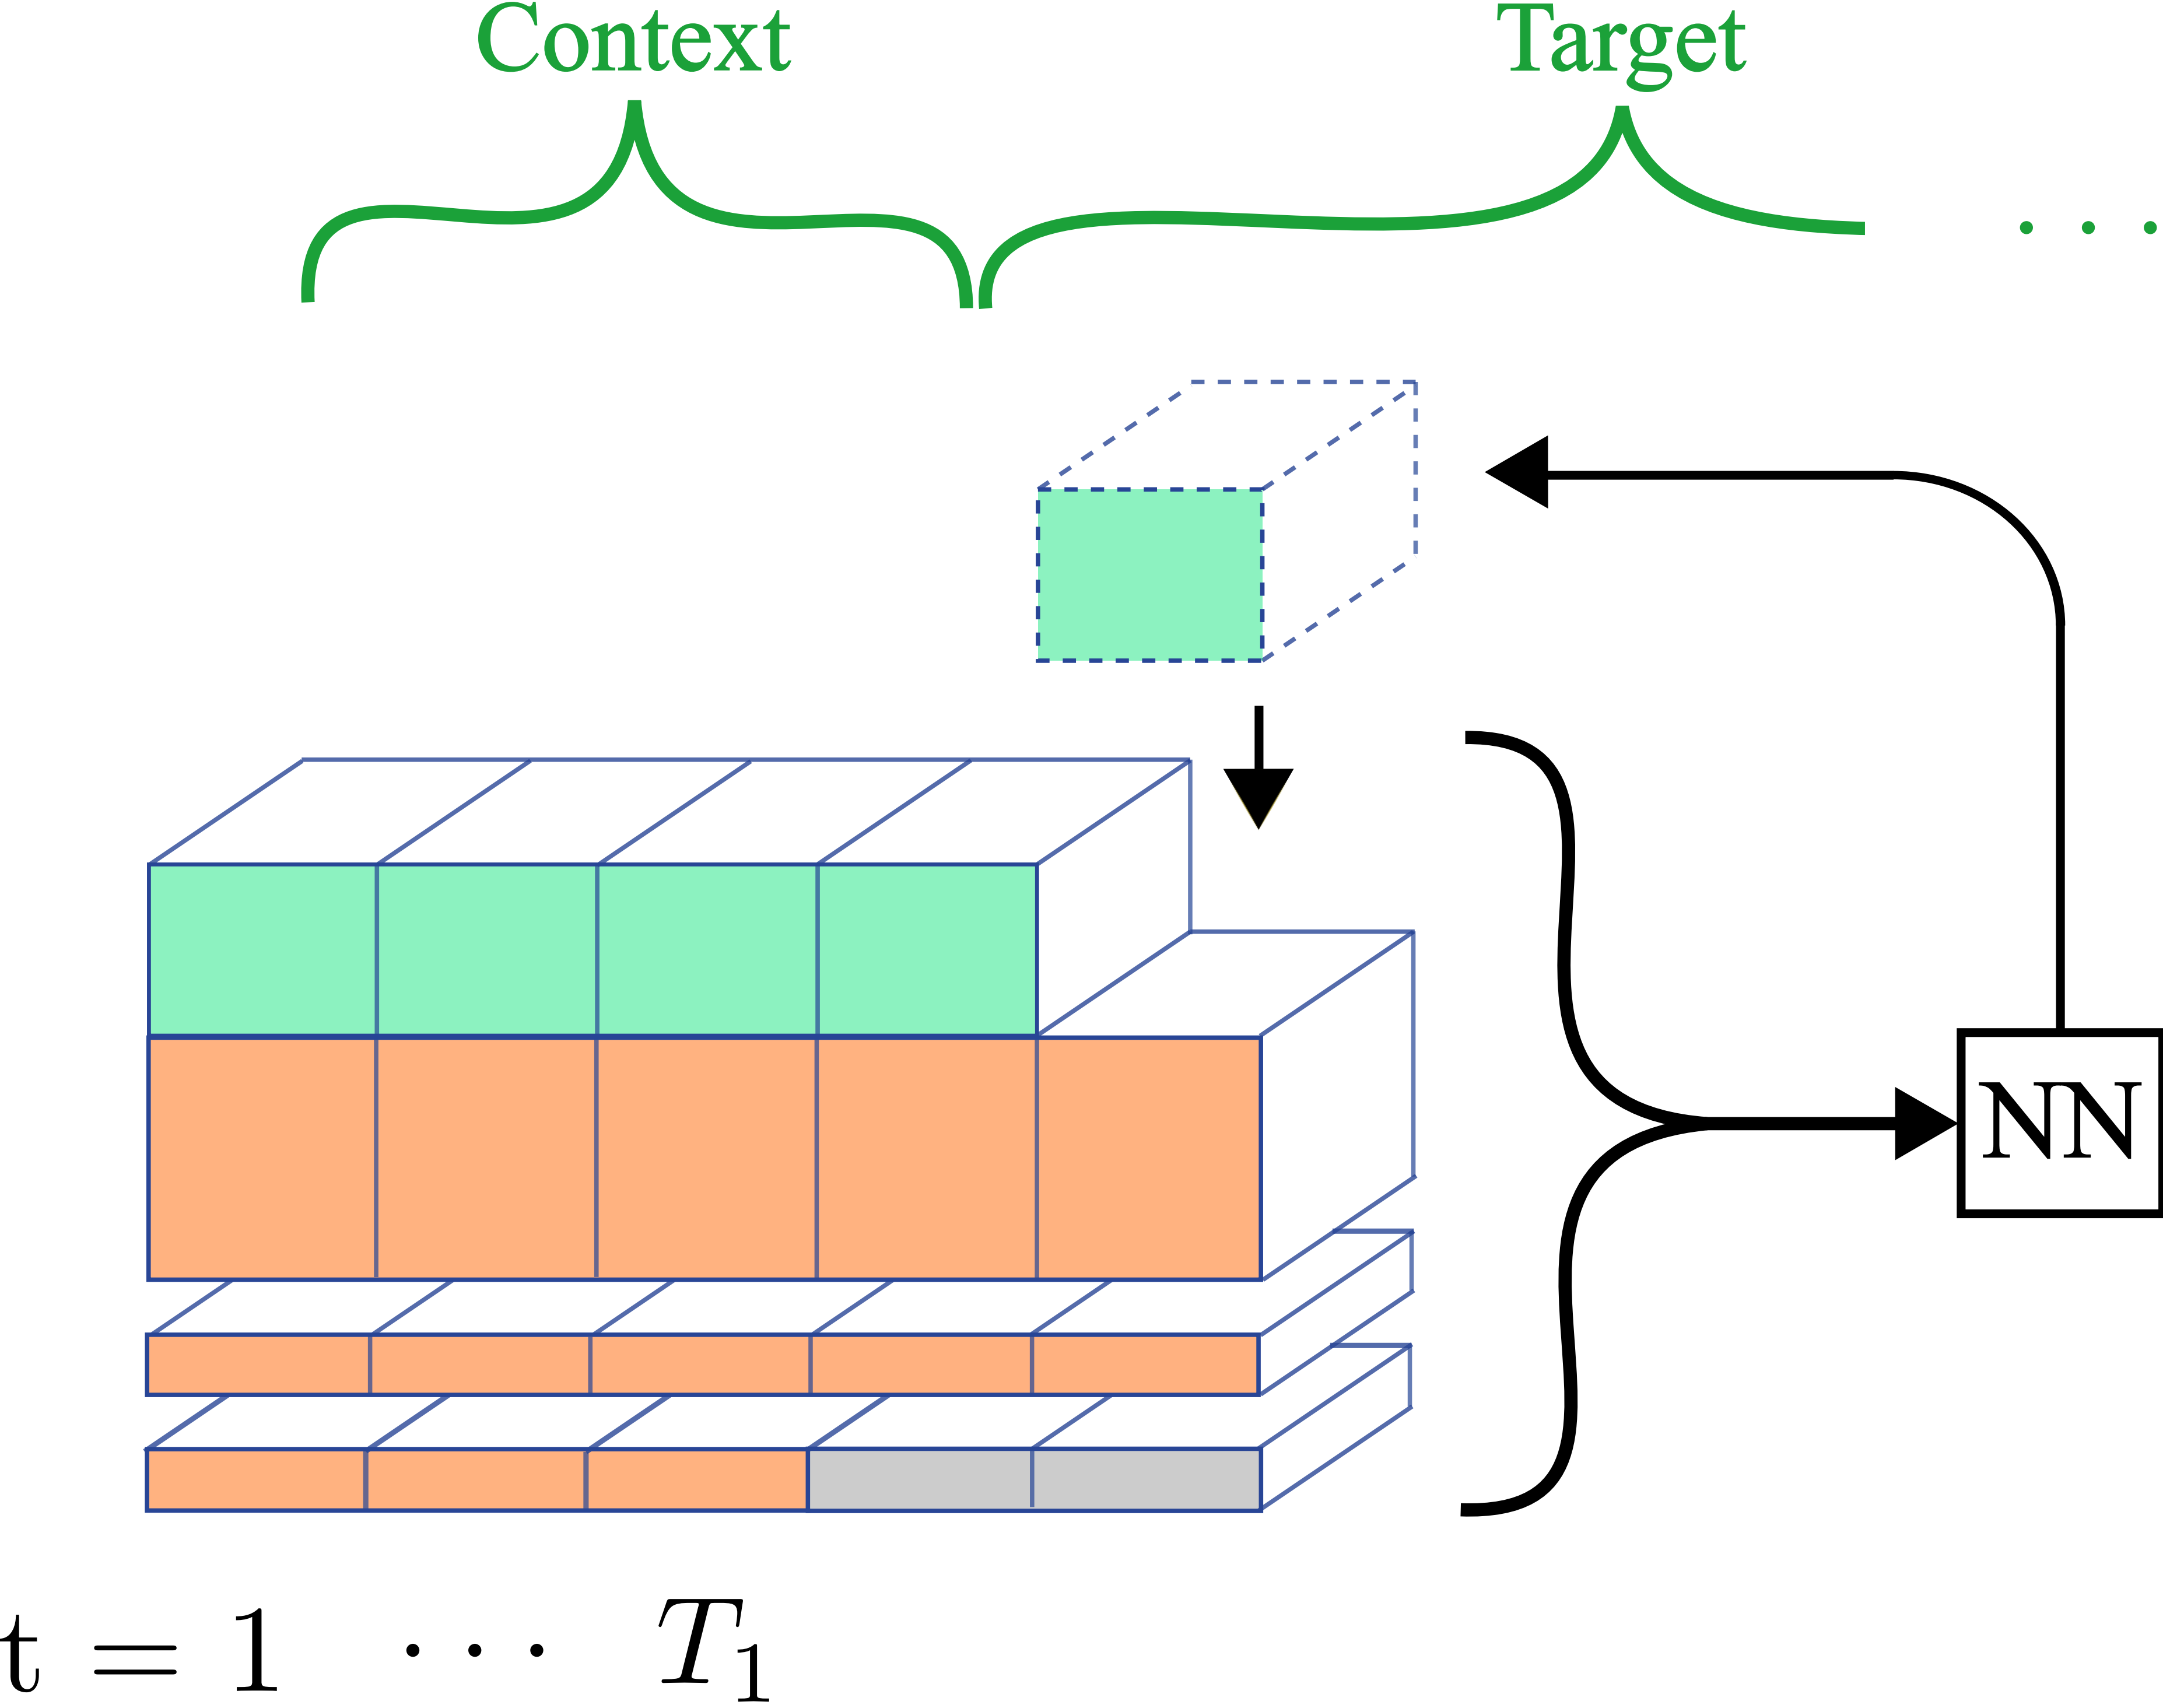 Context Target
. . .
NN
t = 1 · · · T₁